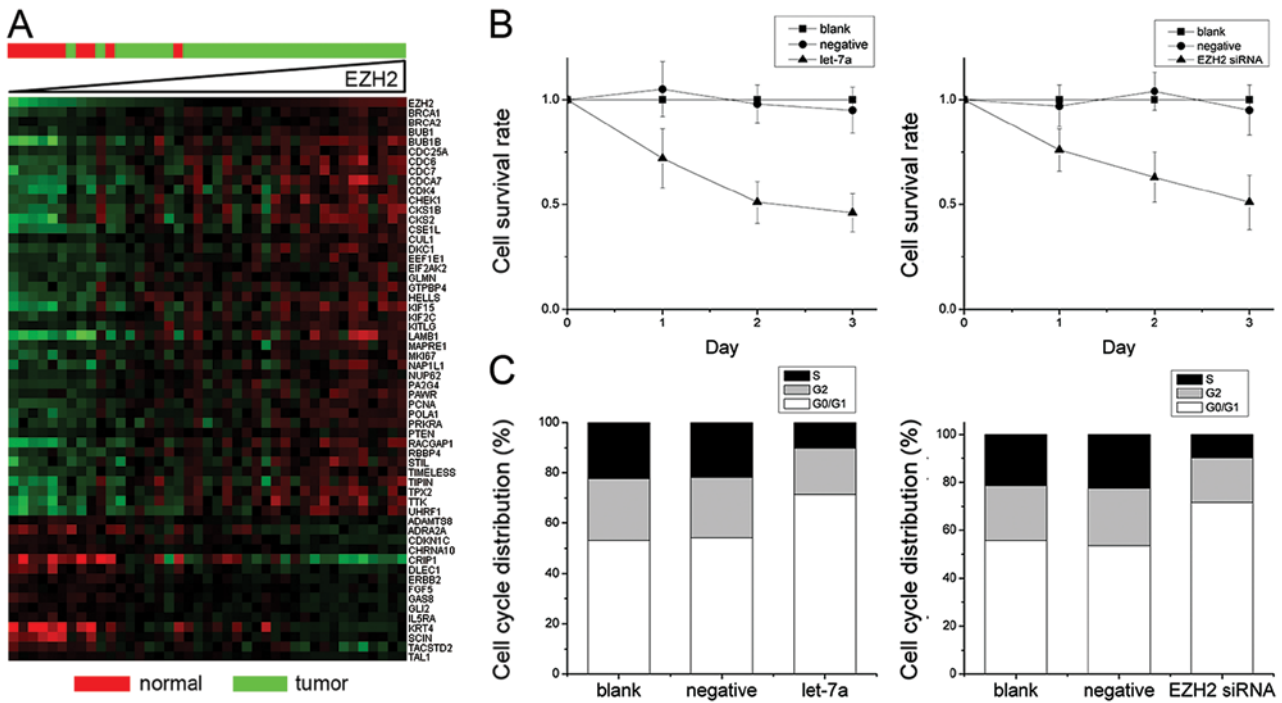 A
EZH2
EZH2
BRCA1
BRCA2
BUB1
BUB1B
CDC25A
CDC6
CDC7
CDCA7
CDK4
CHEK1
CKS1B
CKS2
CSE1L
CUL1
DKC1
EEF1E1
EIF2AK2
GLMN
GTPBP4
HELLS
KIF15
KIF2C
KITLG
LAMB1
MAPRE1
MKI67
NAP1L1
NUP62
PA2G4
PAWR
PCNA
POLA1
PRKRA
PTEN
RACGAP1
RBBP4
STIL
TIMELESS
TIPIN
TPX2
TTK
UHRF1
ADAMTS8
ADRA2A
CDKN1C
CHRNA10
CRIP1
DLEC1
ERBB2
FGF5
GAS8
GLI2
IL5RA
KRT4
SCIN
TACSTD2
TAL1
normal
tumor
B
blank
negative
let-7a
Cell survival rate
1.0
0.5
0.0
0 1 2 3
Day
blank
negative
EZH2 siRNA
Cell survival rate
1.0
0.5
0.0
0 1 2 3
Day
C
S
G2
G0/G1
Cell cycle distribution (%)
100
80
60
40
20
0
blank negative let-7a
S
G2
G0/G1
Cell cycle distribution (%)
100
80
60
40
20
0
blank negative EZH2 siRNA